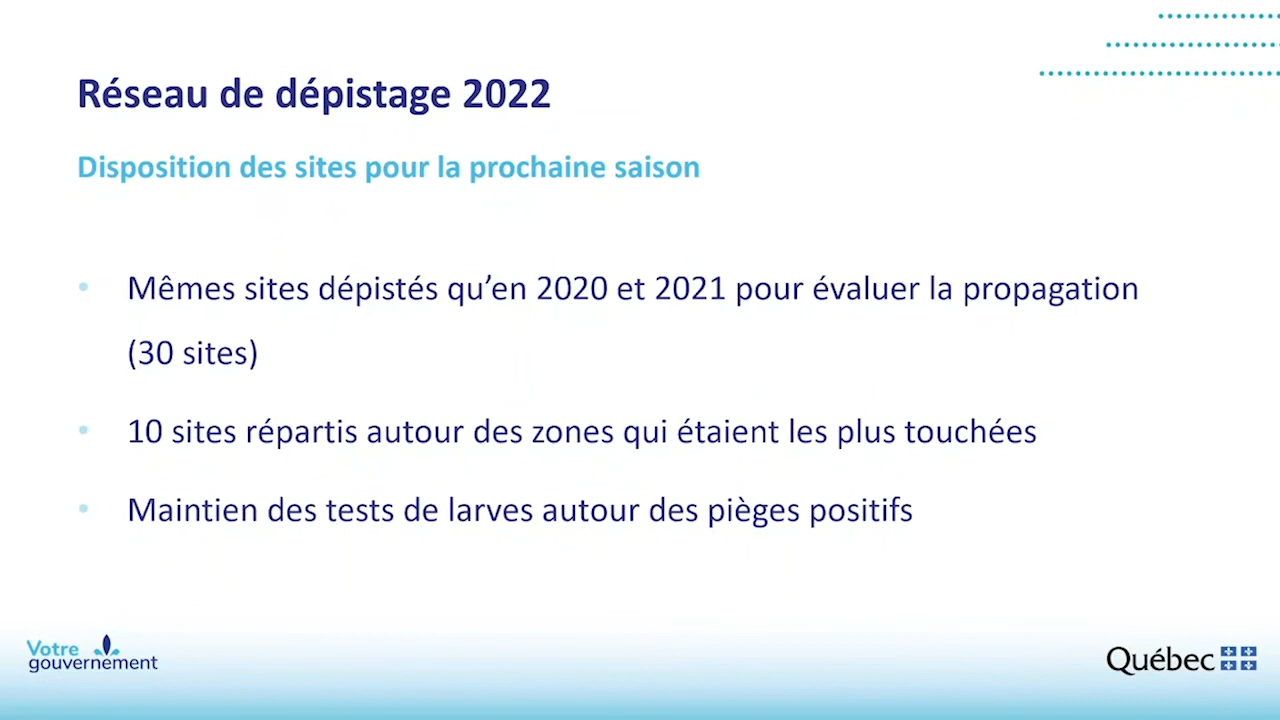 Réseau de dépistage 2022
Disposition des sites pour la prochaine saison
• Mêmes sites dépistés qu’en 2020 et 2021 pour évaluer la propagation
(30 sites)
• 10 sites répartis autour des zones qui étaient les plus touchées
• Maintien des tests de larves autour des pièges positifs
Votre
gouvernement
Québec